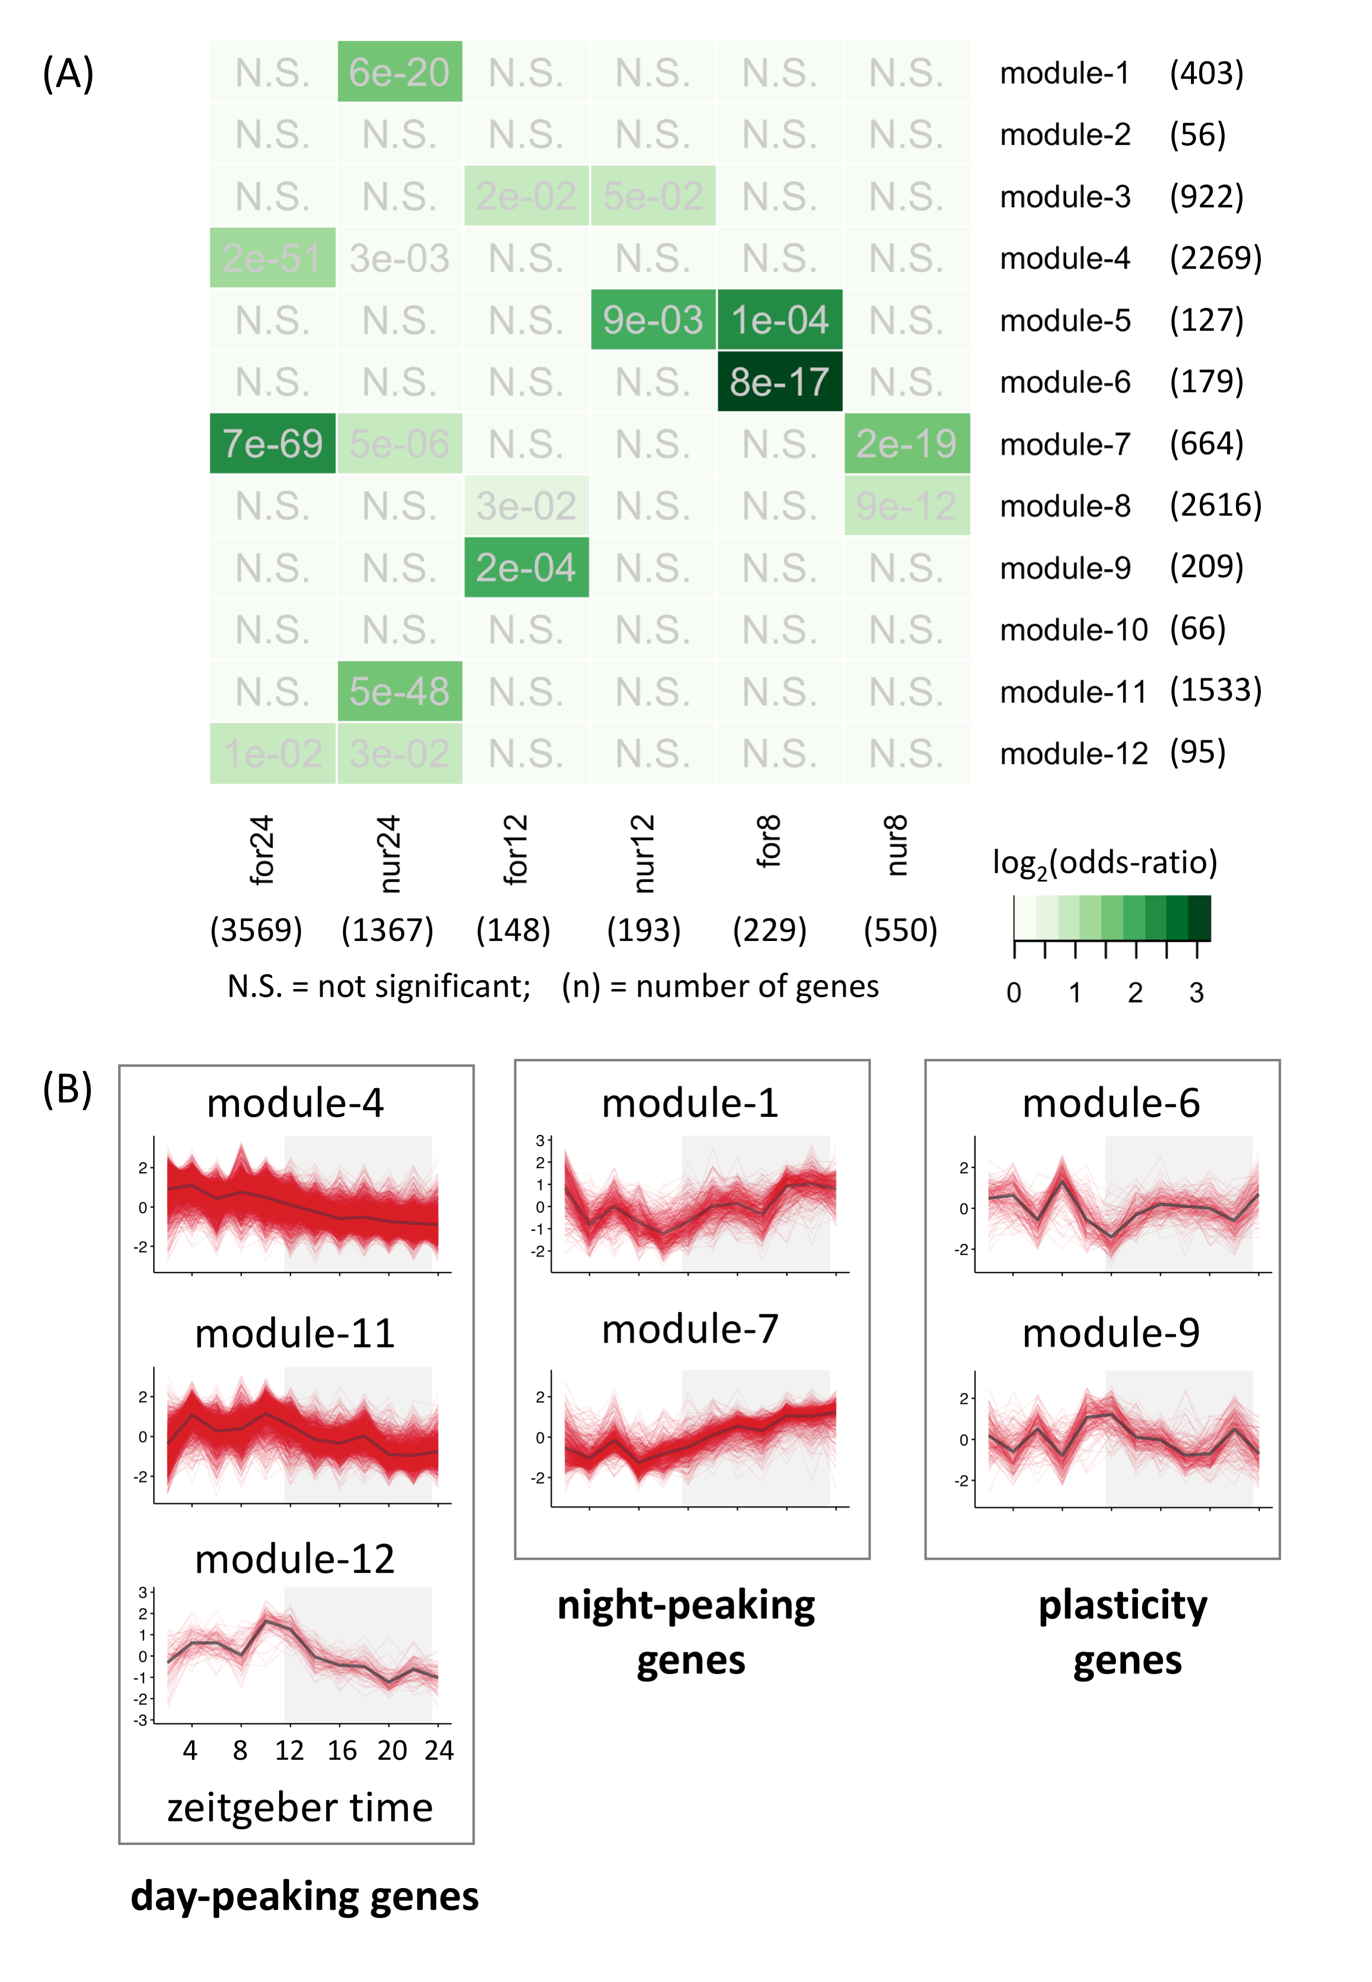 (A)
N.S. 6e-20 N.S. N.S. N.S. N.S. module-1 (403)
N.S. N.S. N.S. N.S. N.S. N.S. module-2 (56)
N.S. N.S. 2e-02 5e-02 N.S. N.S. module-3 (922)
2e-51 3e-03 N.S. N.S. N.S. N.S. module-4 (2269)
N.S. N.S. N.S. 9e-03 1e-04 N.S. module-5 (127)
N.S. N.S. N.S. N.S. 8e-17 N.S. module-6 (179)
7e-69 5e-06 N.S. N.S. N.S. 2e-19 module-7 (664)
N.S. N.S. 3e-02 N.S. N.S. 9e-12 module-8 (2616)
N.S. N.S. 2e-04 N.S. N.S. N.S. module-9 (209)
N.S. N.S. N.S. N.S. N.S. N.S. module-10 (66)
N.S. 5e-48 N.S. N.S. N.S. N.S. module-11 (1533)
1e-02 3e-02 N.S. N.S. N.S. N.S. module-12 (95)
for24 nur24 for12 nur12 for8 nur8
(3569) (1367) (148) (193) (229) (550)
N.S. = not significant; (n) = number of genes
log2(odds-ratio)
0 1 2 3
(B)
module-4
2
0
-2
module-11
2
0
-2
module-12
3
2
1
0
-1
-2
-3
4 8 12 16 20 24
zeitgeber time
day-peaking genes
module-1
3
2
1
0
-1
-2
module-7
2
0
-2
night-peaking
genes
module-6
2
0
-2
module-9
2
0
-2
plasticity
genes